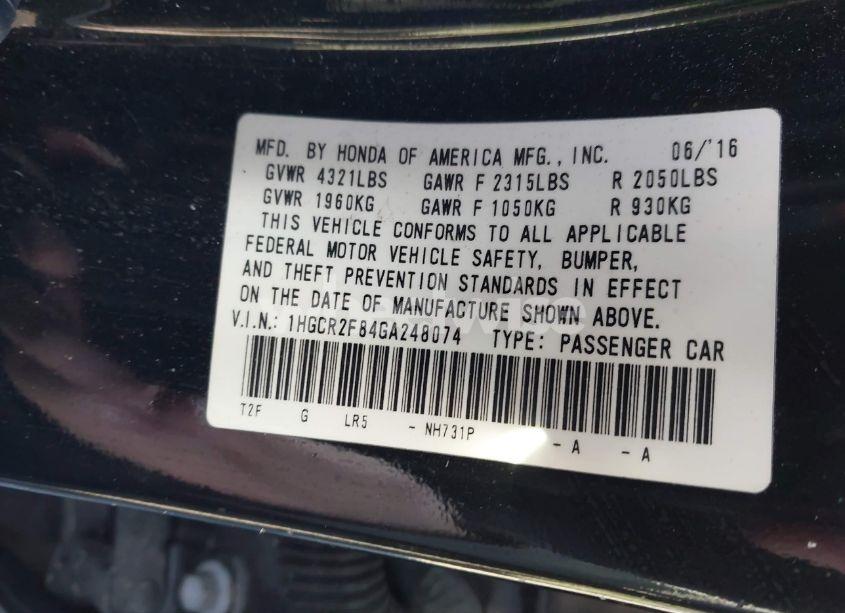 MFD. BY HONDA OF AMERICA MFG., INC. 06/'16
GVWR 4321LBS GAWR F 2315LBS R 2050LBS
GVWR 1960KG GAWR F 1050KG R 930KG
THIS VEHICLE CONFORMS TO ALL APPLICABLE
FEDERAL MOTOR VEHICLE SAFETY, BUMPER,
AND THEFT PREVENTION STANDARDS IN EFFECT
ON THE DATE OF MANUFACTURE SHOWN ABOVE.
V.I.N.: 1HGCR2F84GA248074 TYPE: PASSENGER CAR
T2F G LR5 - NH731P - A - A